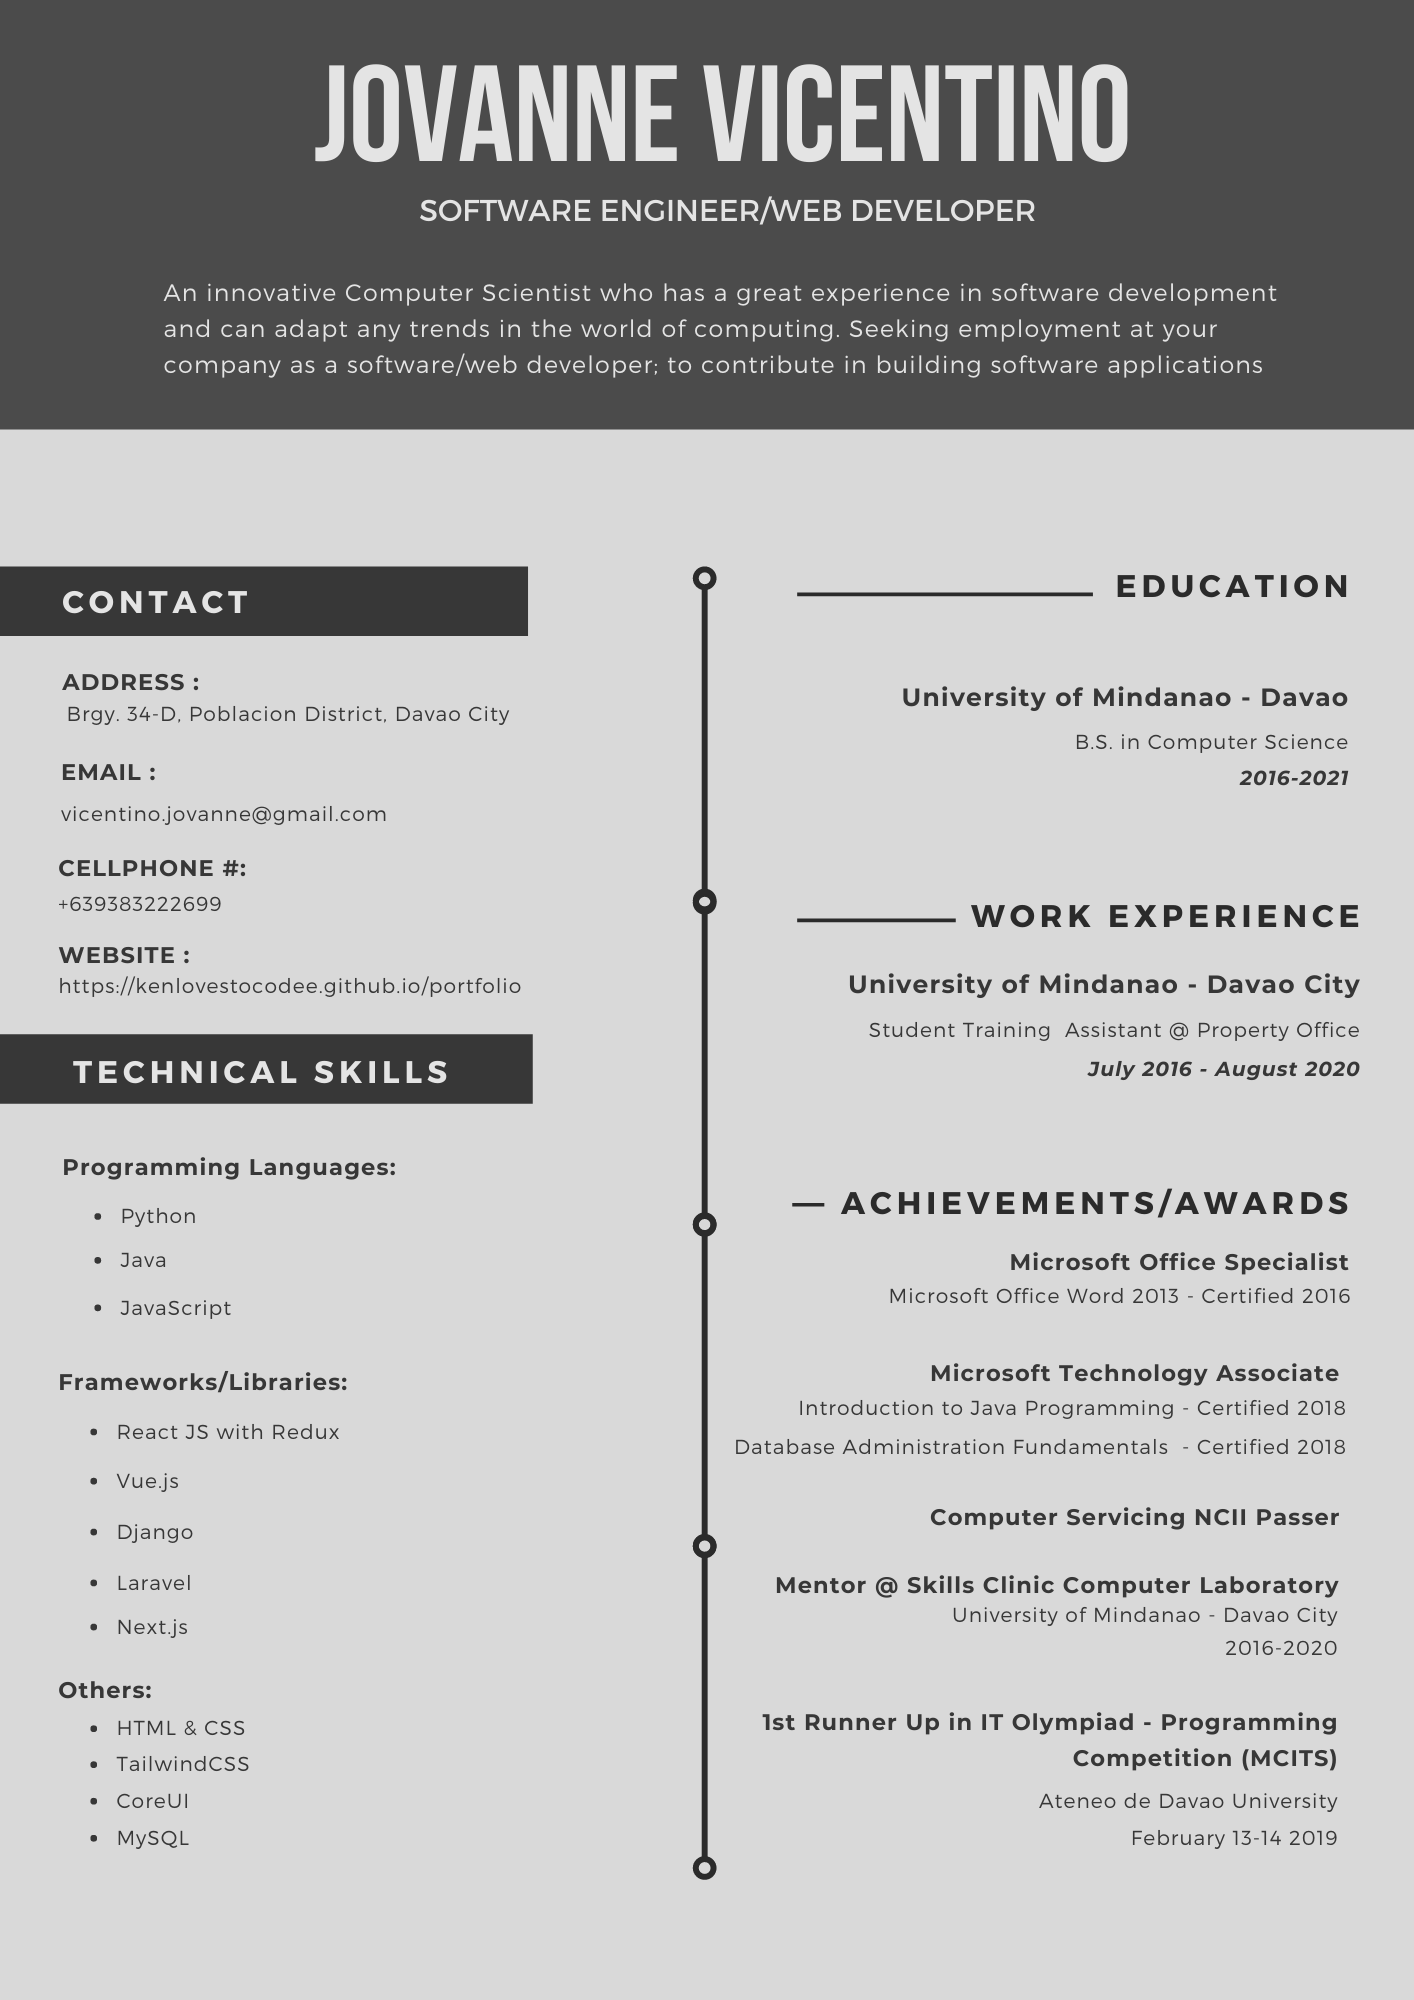 JOVANNE VICENTINO
SOFTWARE ENGINEER/WEB DEVELOPER
An innovative Computer Scientist who has a great experience in software development
and can adapt any trends in the world of computing. Seeking employment at your
company as a software/web developer; to contribute in building software applications
CONTACT
ADDRESS :
Brgy. 34-D, Poblacion District, Davao City
EMAIL :
vicentino.jovanne@gmail.com
CELLPHONE #:
+639383222699
WEBSITE :
https://kenlovestocodee.github.io/portfolio
TECHNICAL SKILLS
Programming Languages:
• Python
• Java
• JavaScript
Frameworks/Libraries:
• React JS with Redux
• Vue.js
• Django
• Laravel
• Next.js
Others:
• HTML & CSS
• TailwindCSS
• CoreUI
• MySQL
EDUCATION
University of Mindanao - Davao
B.S. in Computer Science
2016-2021
WORK EXPERIENCE
University of Mindanao - Davao City
Student Training Assistant @ Property Office
July 2016 - August 2020
ACHIEVEMENTS/AWARDS
Microsoft Office Specialist
Microsoft Office Word 2013 - Certified 2016
Microsoft Technology Associate
Introduction to Java Programming - Certified 2018
Database Administration Fundamentals - Certified 2018
Computer Servicing NCII Passer
Mentor @ Skills Clinic Computer Laboratory
University of Mindanao - Davao City
2016-2020
1st Runner Up in IT Olympiad - Programming
Competition (MCITS)
Ateneo de Davao University
February 13-14 2019